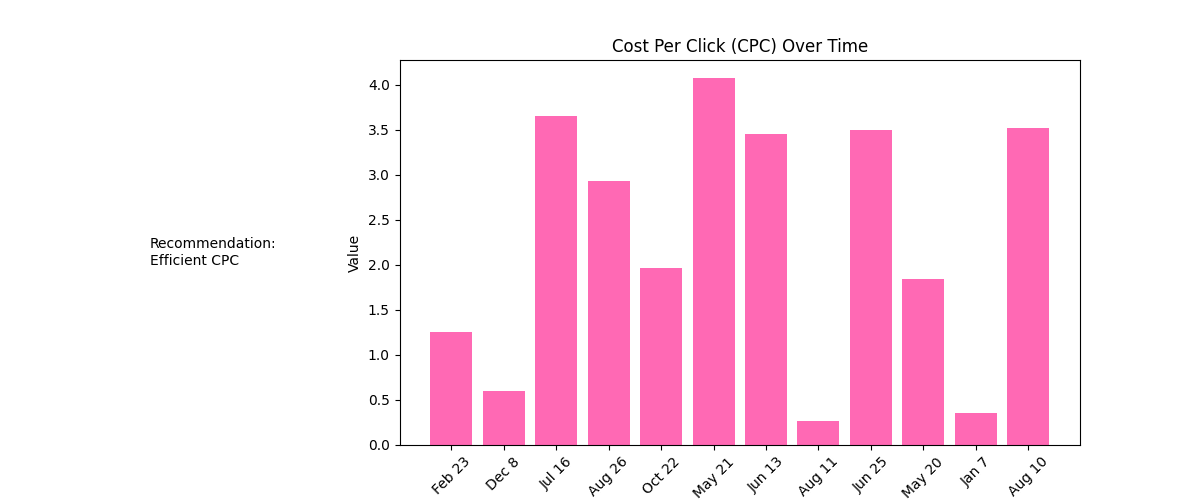 Cost Per Click (CPC) Over Time
Recommendation:
Efficient CPC
Value
4.0
3.5
3.0
2.5
2.0
1.5
1.0
0.5
0.0
Feb 23
Dec 8
Jul 16
Aug 26
Oct 22
May 21
Jun 13
Aug 11
Jun 25
May 20
Jan 7
Aug 10